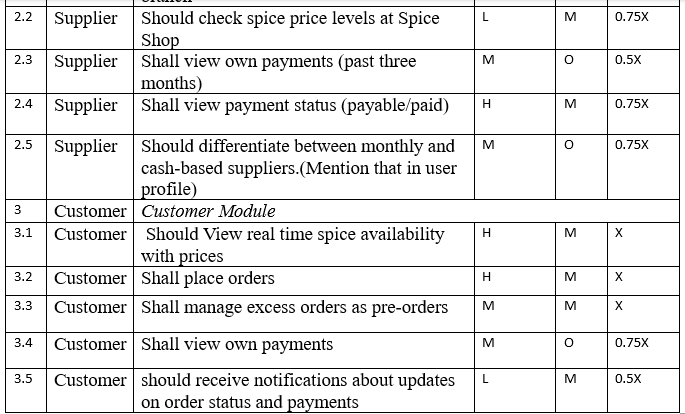 2.2 Supplier Should check spice price levels at Spice L M 0.75X
Shop
2.3 Supplier Shall view own payments (past three M O 0.5X
months)
2.4 Supplier Shall view payment status (payable/paid) H M 0.75X
2.5 Supplier Should differentiate between monthly and M O 0.75X
cash-based suppliers.(Mention that in user
profile)
3 Customer Customer Module
3.1 Customer Should View real time spice availability H M X
with prices
3.2 Customer Shall place orders H M X
3.3 Customer Shall manage excess orders as pre-orders M M X
3.4 Customer Shall view own payments M O 0.75X
3.5 Customer should receive notifications about updates L M 0.5X
on order status and payments